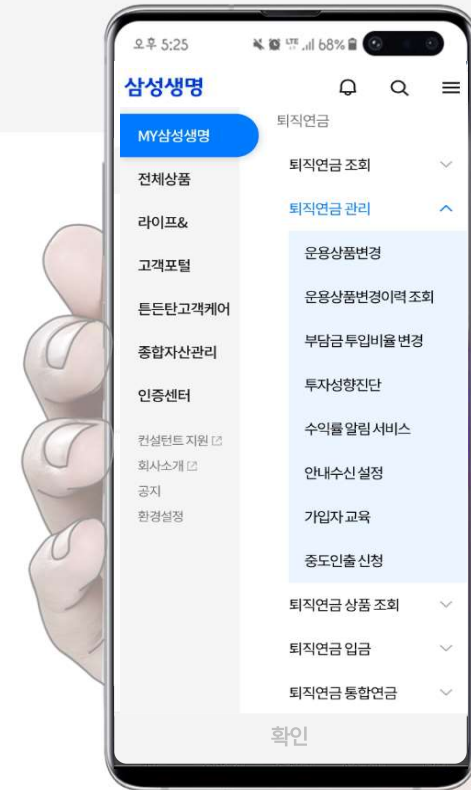 오후 5:25
LTE 68%
삼성생명
MY삼성생명
전체상품
라이프&
고객포털
튼튼탄고객케어
종합자산관리
인증센터
컨설턴트 지원
회사소개
공지
환경설정
퇴직연금
퇴직연금 조회
퇴직연금 관리
운용상품변경
운용상품변경이력 조회
부담금 투입비율 변경
투자성향진단
수익률 알림 서비스
안내수신 설정
가입자 교육
중도인출 신청
퇴직연금 상품 조회
퇴직연금 입금
퇴직연금 통합연금
확인